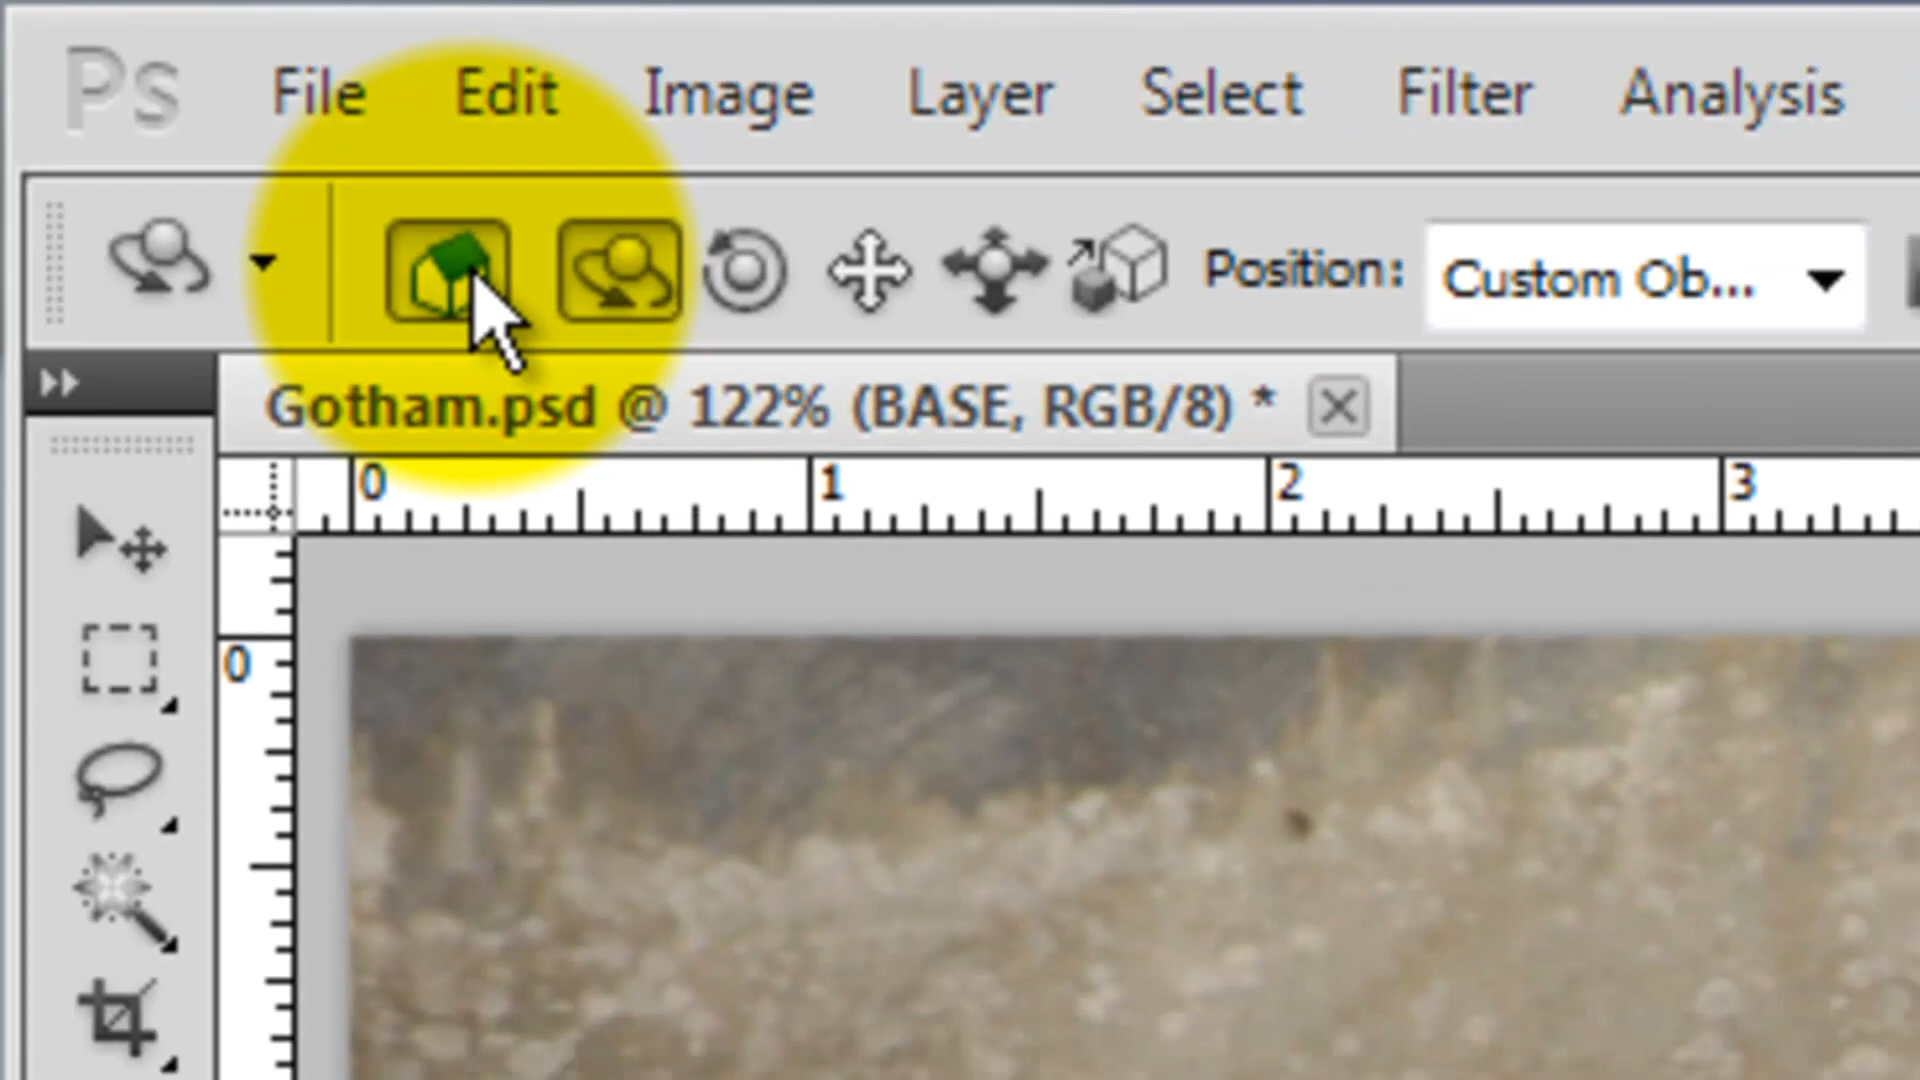 Ps File Edit Image Layer Select Filter Analysis
Position: Custom Ob...
Gotham.psd @ 122% (BASE, RGB/8) *
0 1 2 3
0